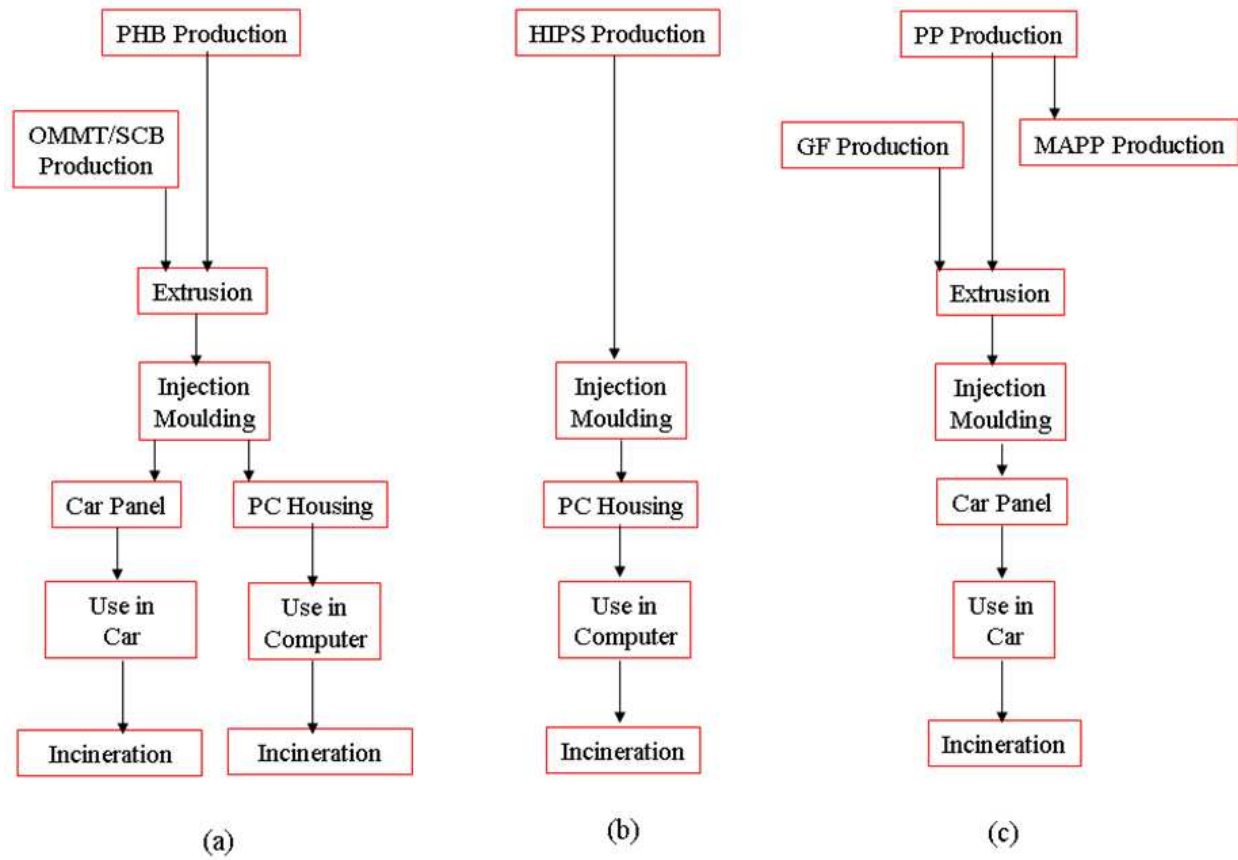 PHB Production
OMMT/SCB
Production
Extrusion
Injection
Moulding
Car Panel
PC Housing
Use in
Car
Use in
Computer
Incineration
Incineration
(a)
HIPS Production
Injection
Moulding
PC Housing
Use in
Computer
Incineration
(b)
PP Production
GF Production
MAPP Production
Extrusion
Injection
Moulding
Car Panel
Use in
Car
Incineration
(c)